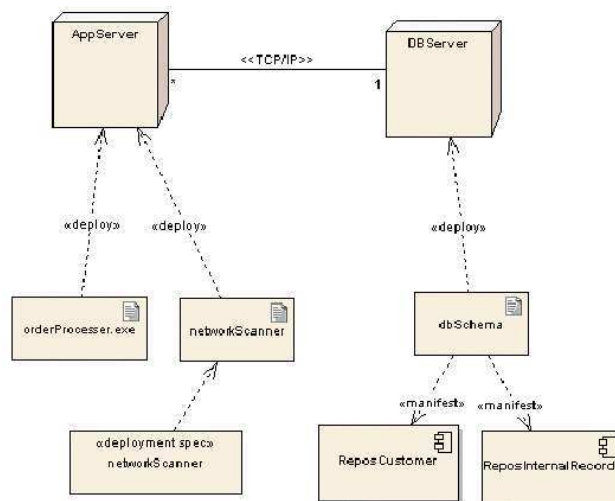 AppServer
DBServer
<<TCP/IP>>
*
1
«deploy»
«deploy»
«deploy»
orderProcesser.exe
networkScanner
dbSchema
«manifest»
«manifest»
«deployment spec»
networkScanner
ReposCustomer
ReposInternalRecord